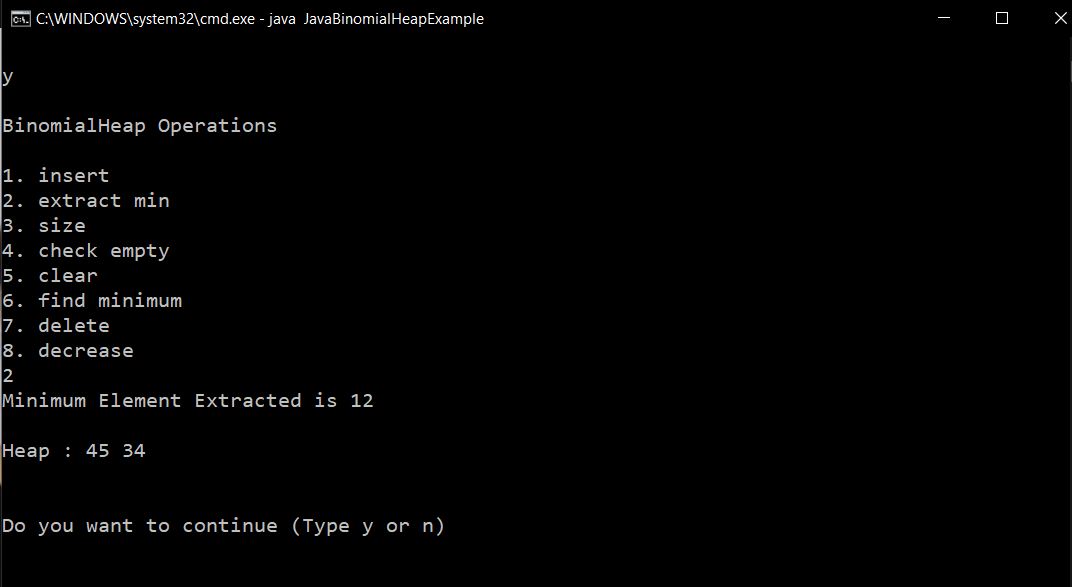 C:\WINDOWS\system32\cmd.exe - java  JavaBinomialHeapExample
y
BinomialHeap Operations
1. insert
2. extract min
3. size
4. check empty
5. clear
6. find minimum
7. delete
8. decrease
2
Minimum Element Extracted is 12
Heap : 45 34
Do you want to continue (Type y or n)